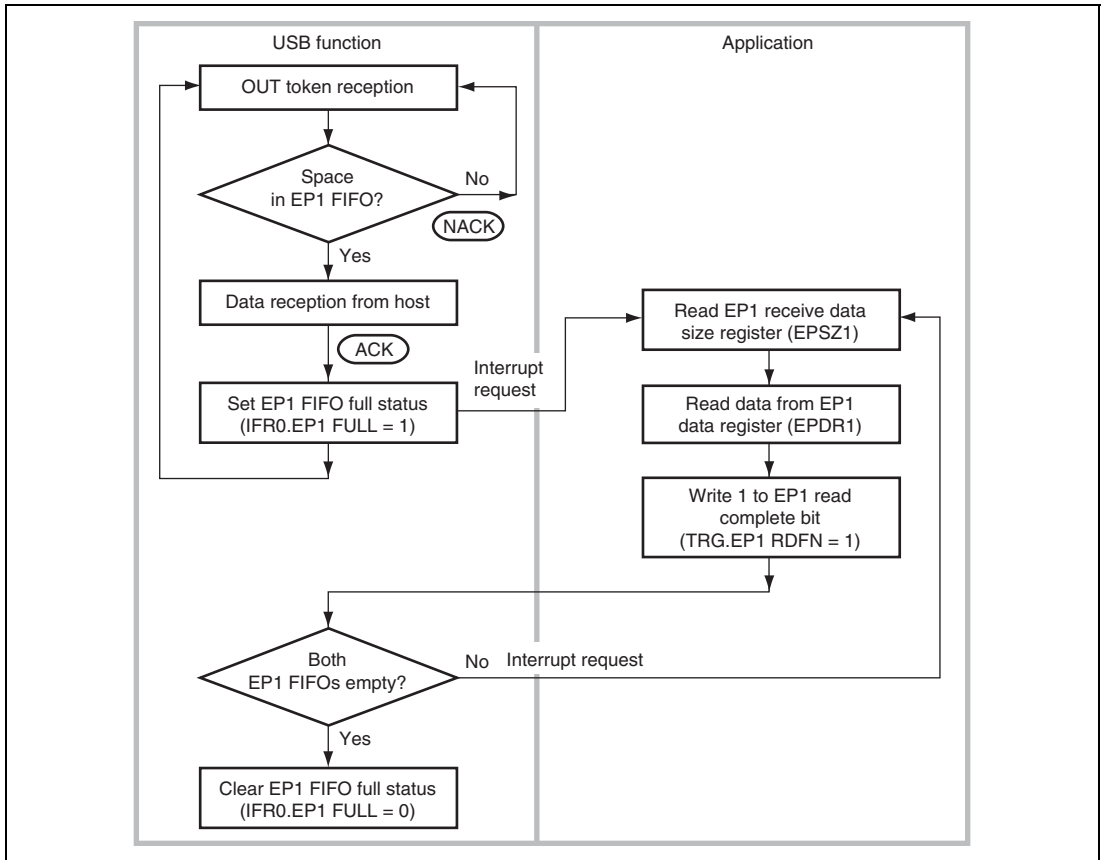 USB function
Application
OUT token reception
Space
in EP1 FIFO?
No
NACK
Yes
Data reception from host
ACK
Set EP1 FIFO full status
(IFR0.EP1 FULL = 1)
Interrupt
request
Read EP1 receive data
size register (EPSZ1)
Read data from EP1
data register (EPDR1)
Write 1 to EP1 read
complete bit
(TRG.EP1 RDFN = 1)
Both
EP1 FIFOs empty?
No Interrupt request
Yes
Clear EP1 FIFO full status
(IFR0.EP1 FULL = 0)